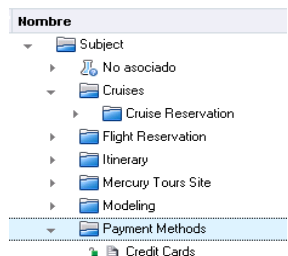 Nombre
Subject
No asociado
Cruises
Cruise Reservation
Flight Reservation
Itinerary
Mercury Tours Site
Modeling
Payment Methods
Credit Cards